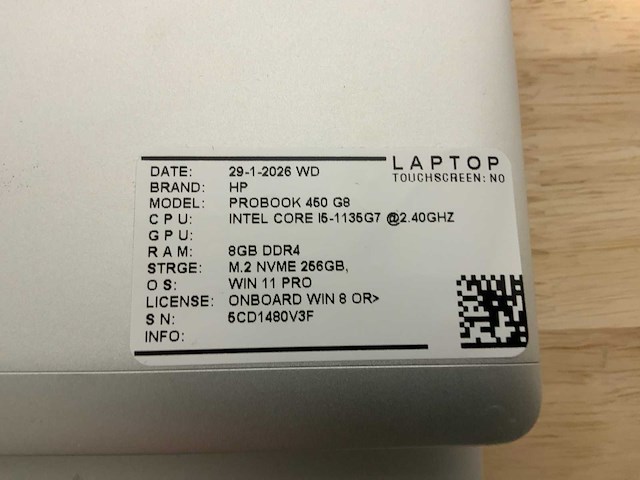 LAPTOP
TOUCHSCREEN: NO
DATE: 29-1-2026 WD
BRAND: HP
MODEL: PROBOOK 450 G8
CPU: INTEL CORE I5-1135G7 @2.40GHZ
GPU:
RAM: 8GB DDR4
STRGE: M.2 NVME 256GB,
OS: WIN 11 PRO
LICENSE: ONBOARD WIN 8 OR>
SN: 5CD1480V3F
INFO: